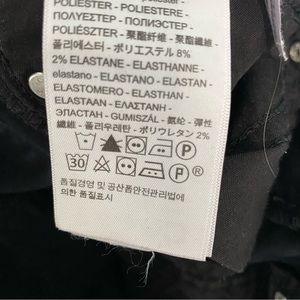 POLIESTER - POLIESTERE
ПОЛУЕСТЕР - ПОЛИЭСТЕР
POLIÉSZTER - 聚酯纤维 - 聚酯纖維 -
폴리에스터 - ポリエステル 8%
2% ELASTANE - ELASTHANNE -
elastano - ELASTAN - ELASTANO
ELASTOMERO - ELASTHAN -
ELASTAAN - ΕΛΑΣΤΑΝΗ -
ЭЛАСТАН - GUMISZÁL - 氨纶 - 彈性
纖維 - 폴리우레탄 - ポリウレタン 2%
P
30 P
품질경영 및 공산품안전관리법에
의한 품질표시